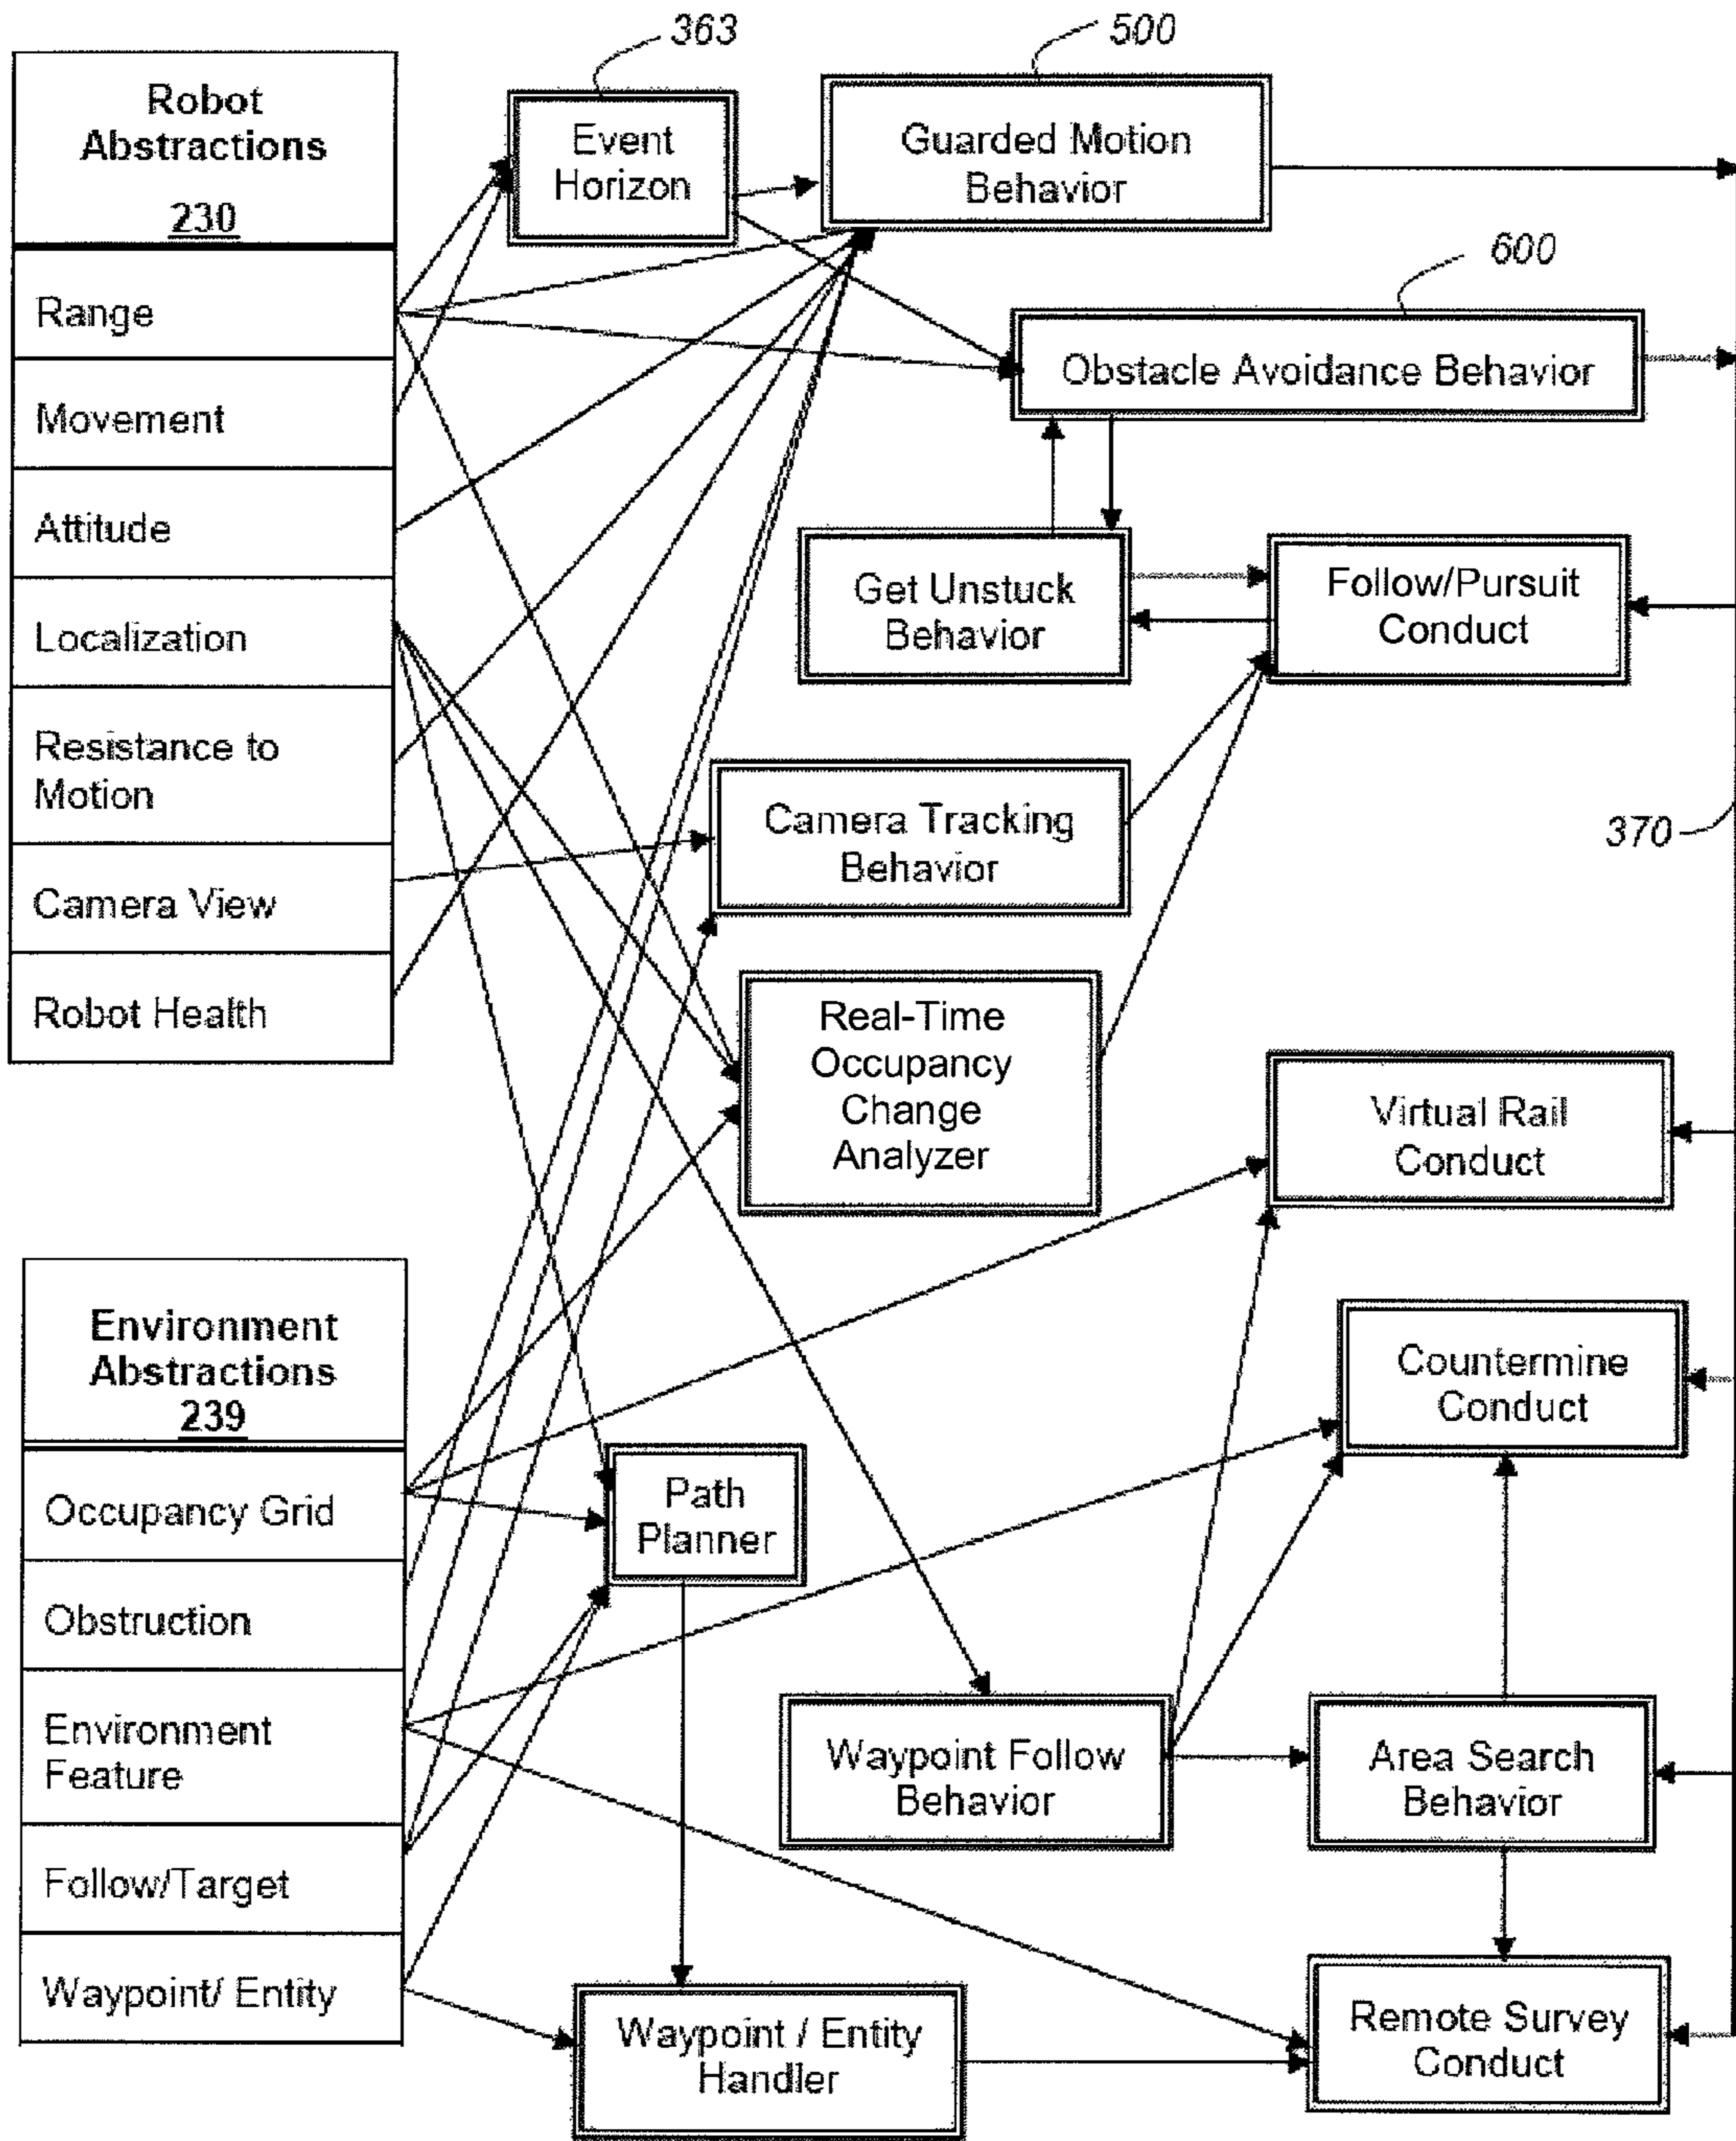 363
500
Robot
Abstractions
230
Range
Movement
Attitude
Localization
Resistance to
Motion
Camera View
Robot Health
Event
Horizon
Guarded Motion
Behavior
600
Obstacle Avoidance Behavior
Get Unstuck
Behavior
Follow/Pursuit
Conduct
370
Camera Tracking
Behavior
Real-Time
Occupancy
Change
Analyzer
Virtual Rail
Conduct
Environment
Abstractions
239
Occupancy Grid
Obstruction
Environment
Feature
Follow/Target
Waypoint/ Entity
Countermine
Conduct
Path
Planner
Waypoint Follow
Behavior
Area Search
Behavior
Waypoint / Entity
Handler
Remote Survey
Conduct